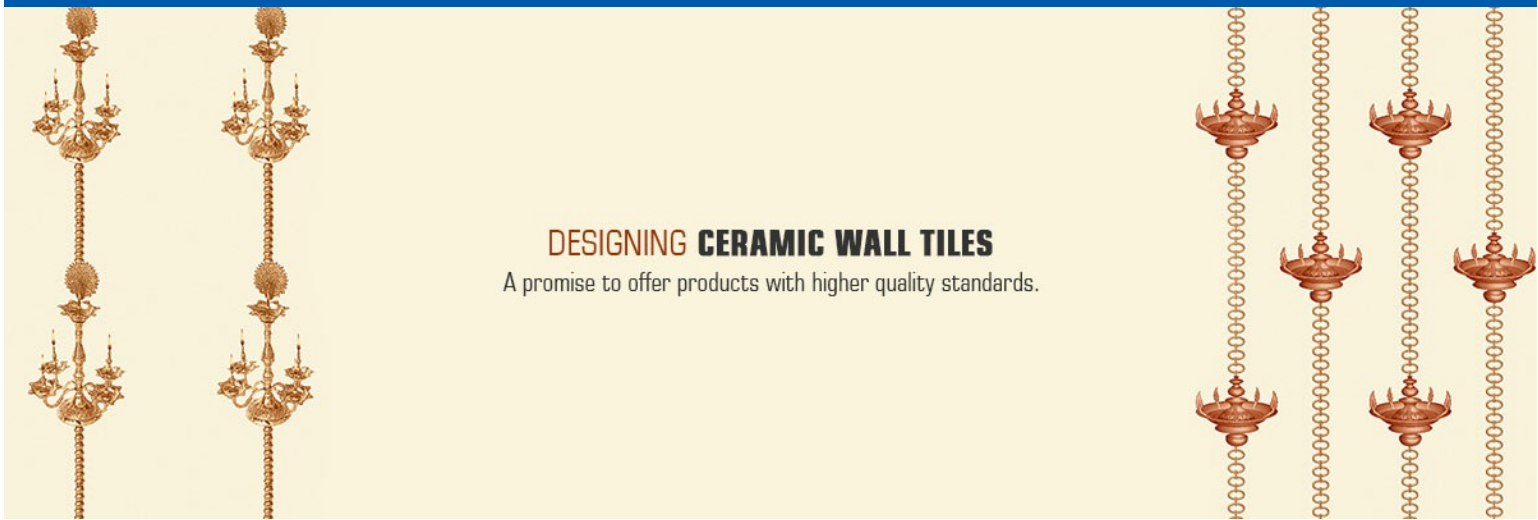 DESIGNING CERAMIC WALL TILES
A promise to offer products with higher quality standards.